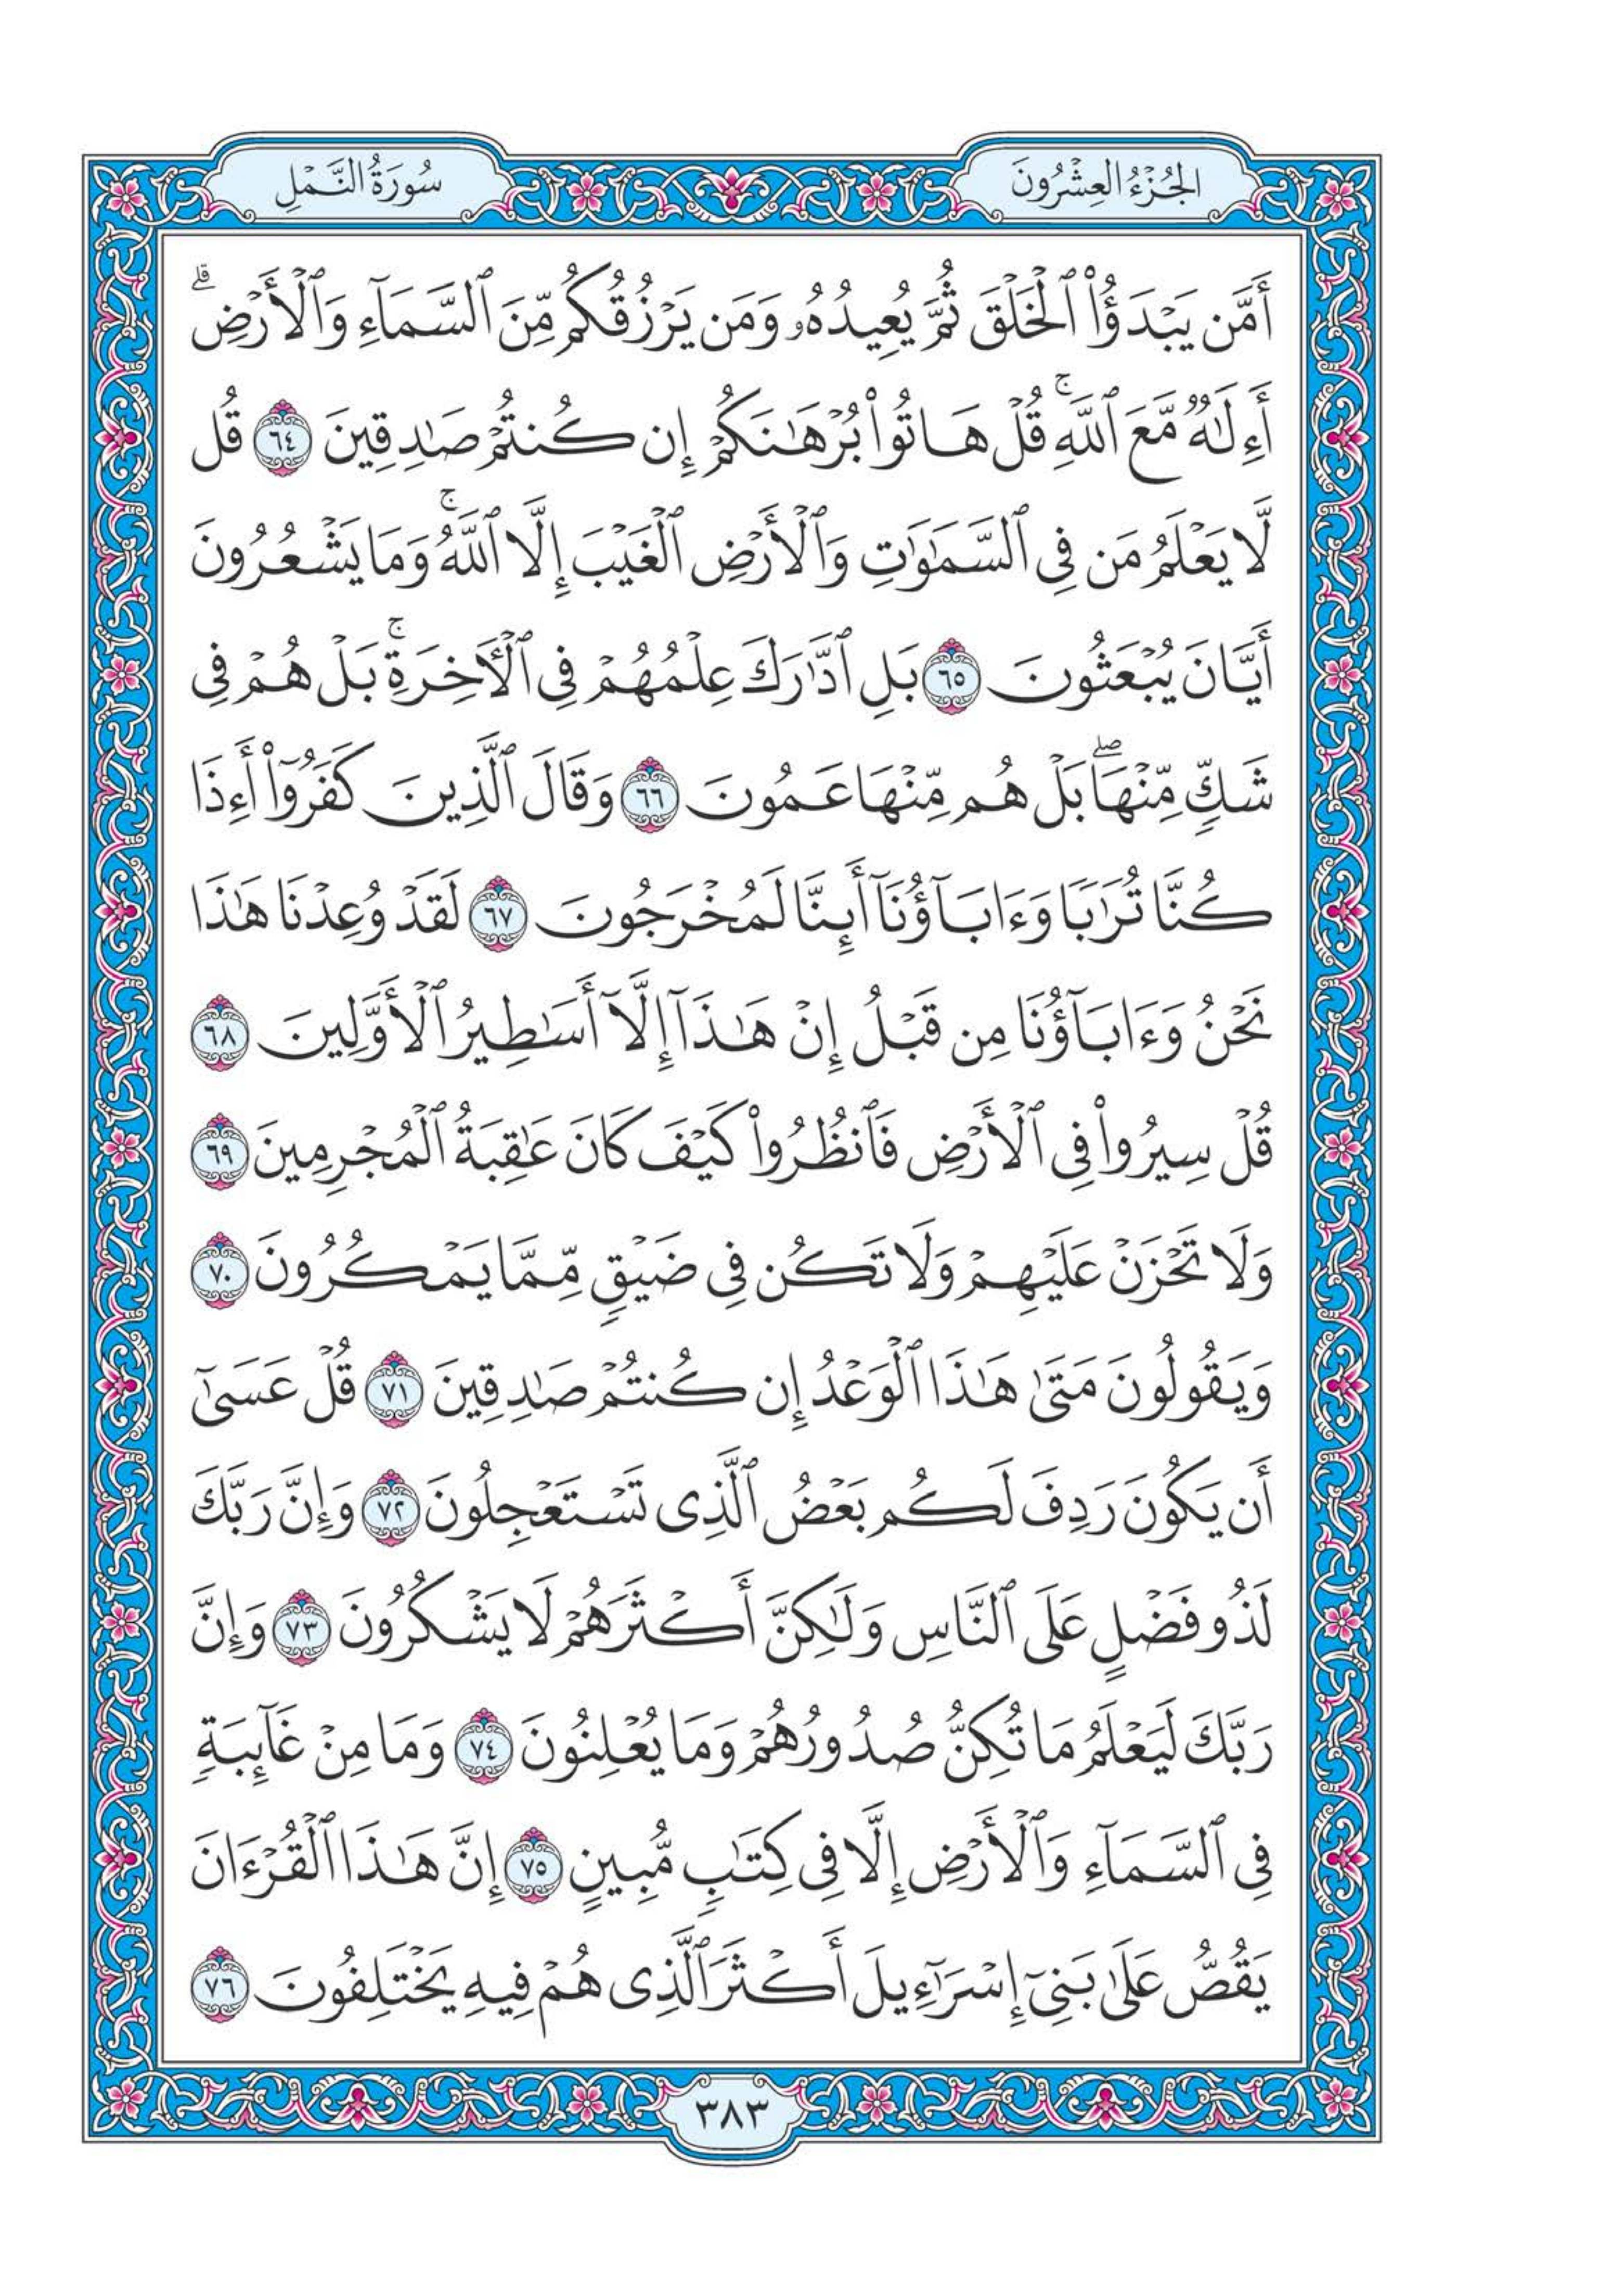 الجُزْءُ العِشْرُونَ
سُورَةُ النَّمْلِ
أَمَّن يَبْدَؤُا۟ ٱلْخَلْقَ ثُمَّ يُعِيدُهُۥ وَمَن يَرْزُقُكُم مِّنَ ٱلسَّمَآءِ وَٱلْأَرْضِ ۗ
أَءِلَٰهٌ مَّعَ ٱللَّهِ ۚ قُلْ هَاتُوا۟ بُرْهَٰنَكُمْ إِن كُنتُمْ صَٰدِقِينَ ٦٤ قُل
لَّا يَعْلَمُ مَن فِى ٱلسَّمَٰوَٰتِ وَٱلْأَرْضِ ٱلْغَيْبَ إِلَّا ٱللَّهُ ۚ وَمَا يَشْعُرُونَ
أَيَّانَ يُبْعَثُونَ ٦٥ بَلِ ٱدَّٰرَكَ عِلْمُهُمْ فِى ٱلْـَٔاخِرَةِ ۚ بَلْ هُمْ فِى
شَكٍّ مِّنْهَا ۖ بَلْ هُم مِّنْهَا عَمُونَ ٦٦ وَقَالَ ٱلَّذِينَ كَفَرُوٓا۟ أَءِذَا
كُنَّا تُرَٰبًا وَءَابَآؤُنَآ أَئِنَّا لَمُخْرَجُونَ ٦٧ لَقَدْ وُعِدْنَا هَٰذَا
نَحْنُ وَءَابَآؤُنَا مِن قَبْلُ إِنْ هَٰذَآ إِلَّآ أَسَٰطِيرُ ٱلْأَوَّلِينَ ٦٨
قُلْ سِيرُوا۟ فِى ٱلْأَرْضِ فَٱنظُرُوا۟ كَيْفَ كَانَ عَٰقِبَةُ ٱلْمُجْرِمِينَ ٦٩
وَلَا تَحْزَنْ عَلَيْهِمْ وَلَا تَكُن فِى ضَيْقٍ مِّمَّا يَمْكُرُونَ ٧٠
وَيَقُولُونَ مَتَىٰ هَٰذَا ٱلْوَعْدُ إِن كُنتُمْ صَٰدِقِينَ ٧١ قُلْ عَسَىٰٓ
أَن يَكُونَ رَدِفَ لَكُم بَعْضُ ٱلَّذِى تَسْتَعْجِلُونَ ٧٢ وَإِنَّ رَبَّكَ
لَذُو فَضْلٍ عَلَى ٱلنَّاسِ وَلَٰكِنَّ أَكْثَرَهُمْ لَا يَشْكُرُونَ ٧٣ وَإِنَّ
رَبَّكَ لَيَعْلَمُ مَا تُكِنُّ صُدُورُهُمْ وَمَا يُعْلِنُونَ ٧٤ وَمَا مِنْ غَآئِبَةٍ
فِى ٱلسَّمَآءِ وَٱلْأَرْضِ إِلَّا فِى كِتَٰبٍ مُّبِينٍ ٧٥ إِنَّ هَٰذَا ٱلْقُرْءَانَ
يَقُصُّ عَلَىٰ بَنِىٓ إِسْرَٰٓءِيلَ أَكْثَرَ ٱلَّذِى هُمْ فِيهِ يَخْتَلِفُونَ ٧٦
٣٨٣